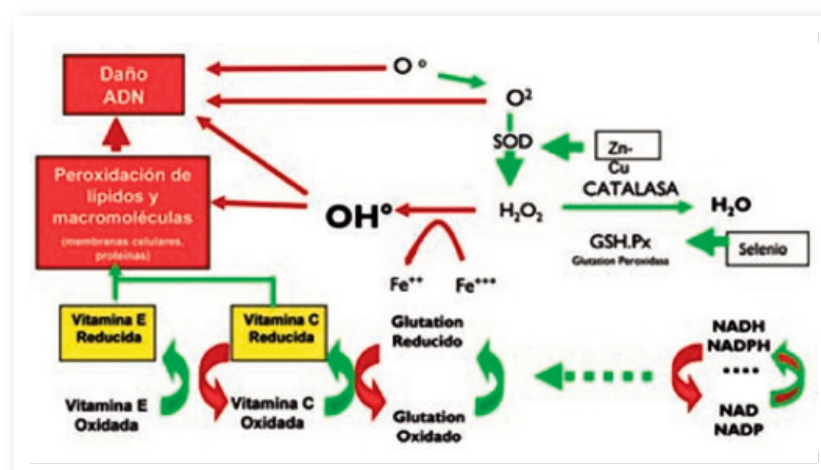 Daño
ADN
O °
O²
SOD
Zn-
Cu
Peroxidación de
lípidos y
macromoléculas
(membranas celulares,
proteínas)
OH°
H₂O₂
CATALASA
H₂O
GSH.Px
Glutation Peroxidasa
Selenio
Fe⁺⁺
Fe⁺⁺⁺
Vitamina E
Reducida
Vitamina C
Reducida
Glutation
Reducido
NADH
NADPH
Vitamina E
Oxidada
Vitamina C
Oxidada
Glutation
Oxidado
NAD
NADP